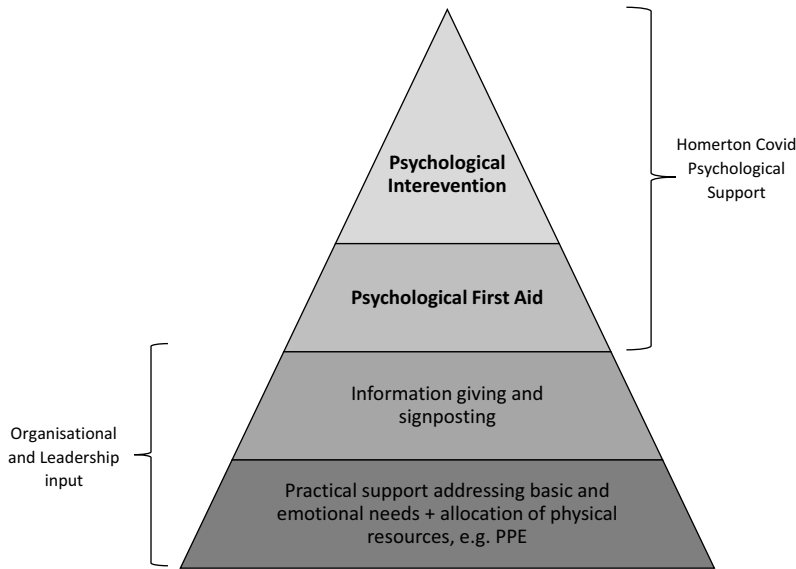 Psychological
Interevention
Homerton Covid
Psychological
Support
Psychological First Aid
Information giving and
signposting
Organisational
and Leadership
input
Practical support addressing basic and
emotional needs + allocation of physical
resources, e.g. PPE